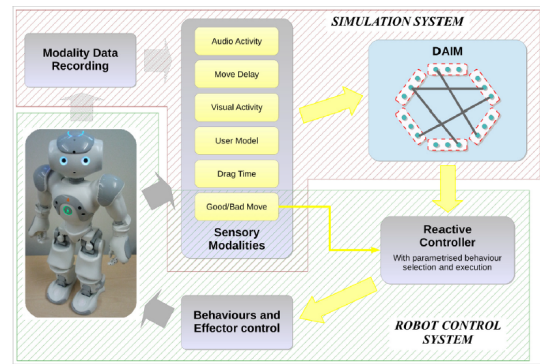 SIMULATION SYSTEM
Modality Data
Recording
Audio Activity
Move Delay
Visual Activity
User Model
Drag Time
Good/Bad Move
Sensory
Modalities
DAIM
Reactive
Controller
With parametrised behaviour
selection and execution
Behaviours and
Effector control
ROBOT CONTROL
SYSTEM